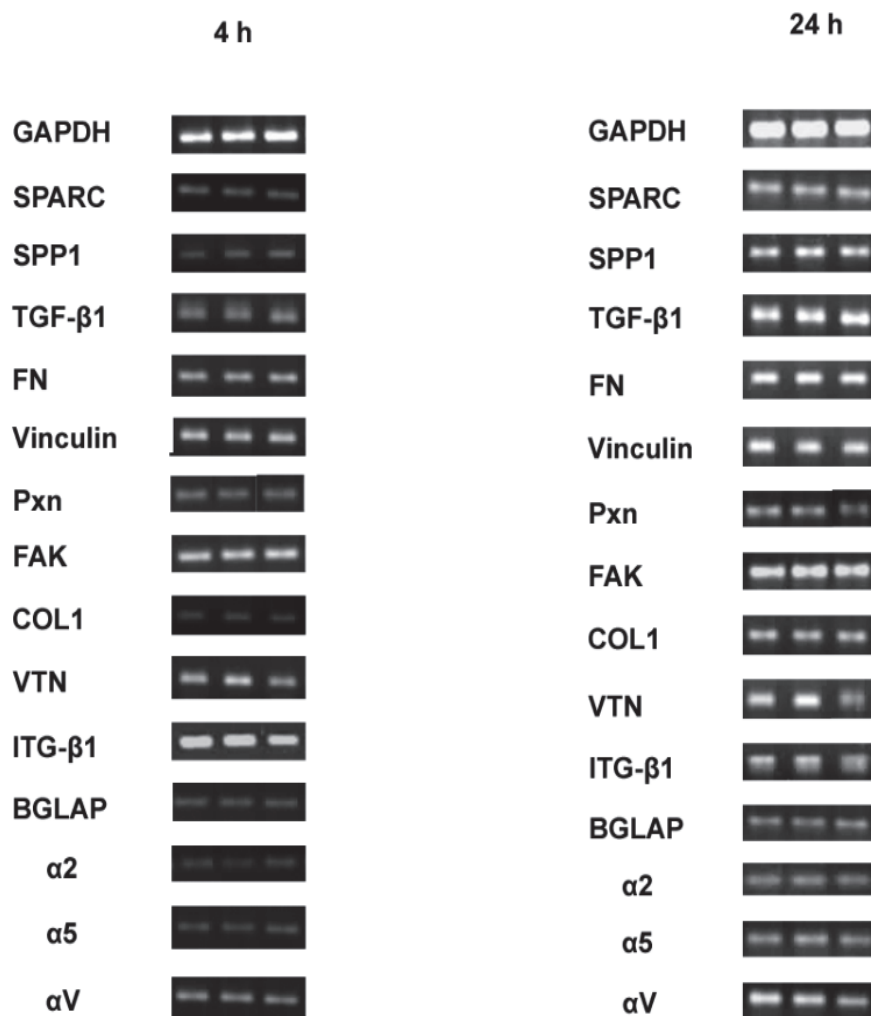 4 h
GAPDH
SPARC
SPP1
TGF-β1
FN
Vinculin
Pxn
FAK
COL1
VTN
ITG-β1
BGLAP
α2
α5
αV
24 h
GAPDH
SPARC
SPP1
TGF-β1
FN
Vinculin
Pxn
FAK
COL1
VTN
ITG-β1
BGLAP
α2
α5
αV